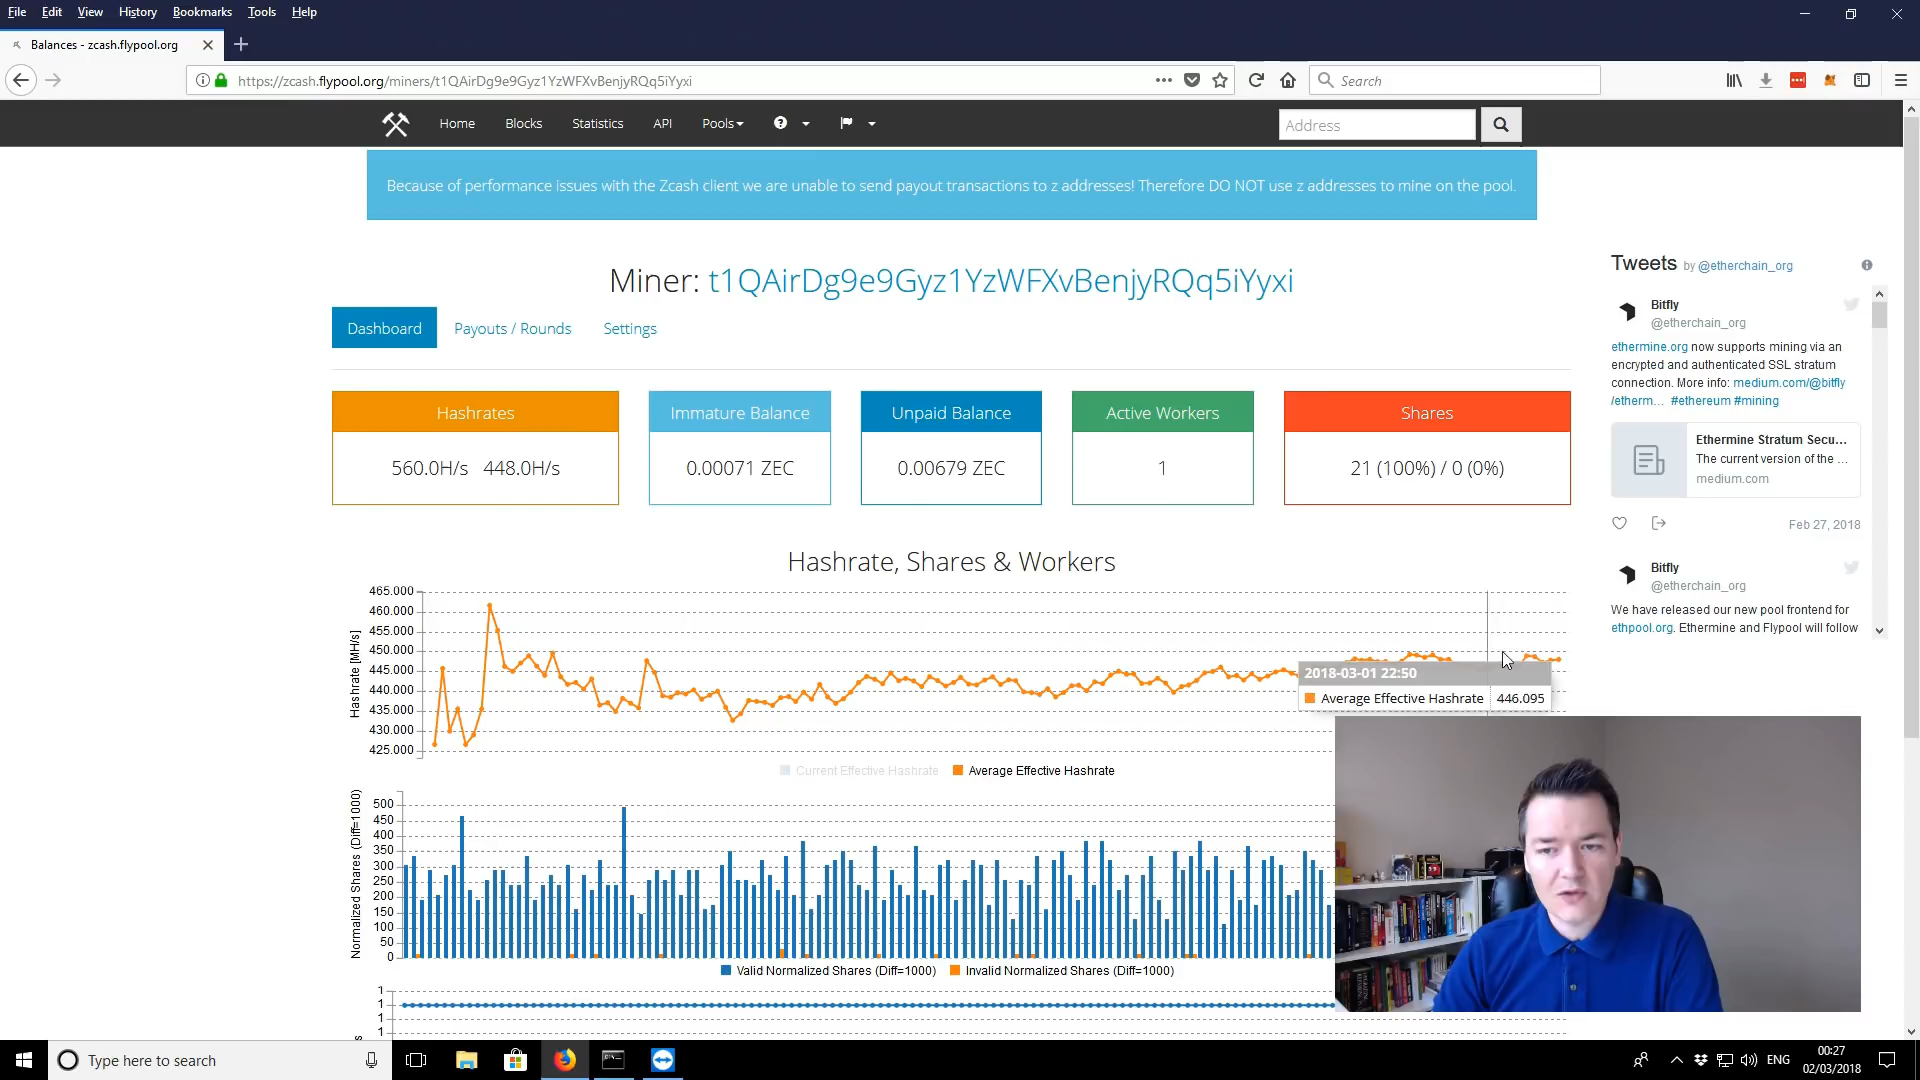 File Edit View History Bookmarks Tools Help
Balances - zcash.flypool.org
https://zcash.flypool.org/miners/t1QAirDg9e9Gyz1YzWFXvBenjyRQq5iYyxi
Search
Home Blocks Statistics API Pools
Address
Because of performance issues with the Zcash client we are unable to send payout transactions to z addresses! Therefore DO NOT use z addresses to mine on the pool.
Miner: t1QAirDg9e9Gyz1YzWFXvBenjyRQq5iYyxi
Dashboard Payouts / Rounds Settings
Hashrates
560.0H/s 448.0H/s
Immature Balance
0.00071 ZEC
Unpaid Balance
0.00679 ZEC
Active Workers
1
Shares
21 (100%) / 0 (0%)
Hashrate, Shares & Workers
Hashrate [MH/s]
465.000
460.000
455.000
450.000
445.000
440.000
435.000
430.000
425.000
2018-03-01 22:50
Average Effective Hashrate 446.095
Current Effective Hashrate Average Effective Hashrate
Normalized Shares (Diff=1000)
500
450
400
350
300
250
200
150
100
50
0
Valid Normalized Shares (Diff=1000) Invalid Normalized Shares (Diff=1000)
1
1
1
1
Tweets by @etherchain_org
Bitfly
@etherchain_org
ethermine.org now supports mining via an
encrypted and authenticated SSL stratum
connection. More info: medium.com/@bitfly
/etherm… #ethereum #mining
Ethermine Stratum Secu...
The current version of the ...
medium.com
Feb 27, 2018
Bitfly
@etherchain_org
We have released our new pool frontend for
ethpool.org. Ethermine and Flypool will follow
Type here to search
ENG
00:27
02/03/2018